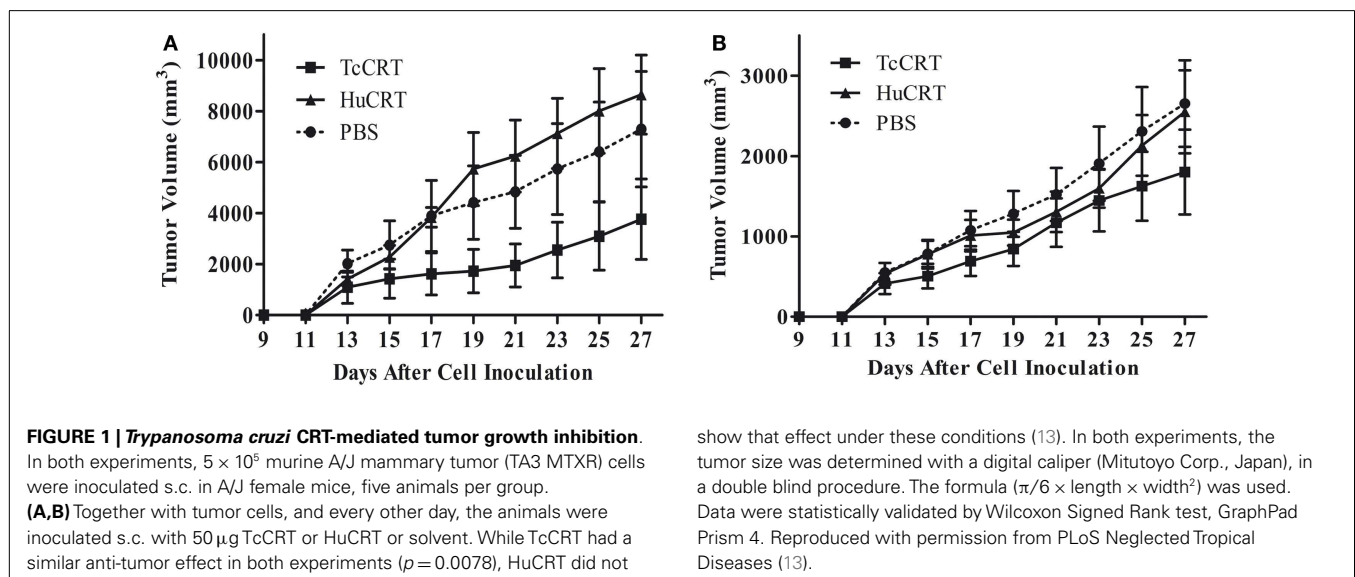 A
10000
8000
6000
4000
2000
0
Tumor Volume (mm³)
TcCRT
HuCRT
PBS
9 11 13 15 17 19 21 23 25 27
Days After Cell Inoculation
B
3000
2000
1000
0
Tumor Volume (mm³)
TcCRT
HuCRT
PBS
9 11 13 15 17 19 21 23 25 27
Days After Cell Inoculation
FIGURE 1 | Trypanosoma cruzi CRT-mediated tumor growth inhibition.
In both experiments, 5 × 10⁵ murine A/J mammary tumor (TA3 MTXR) cells
were inoculated s.c. in A/J female mice, five animals per group.
(A,B) Together with tumor cells, and every other day, the animals were
inoculated s.c. with 50 μg TcCRT or HuCRT or solvent. While TcCRT had a
similar anti-tumor effect in both experiments (p = 0.0078), HuCRT did not
show that effect under these conditions (13). In both experiments, the
tumor size was determined with a digital caliper (Mitutoyo Corp., Japan), in
a double blind procedure. The formula (π/6 × length × width²) was used.
Data were statistically validated by Wilcoxon Signed Rank test, GraphPad
Prism 4. Reproduced with permission from PLoS Neglected Tropical
Diseases (13).